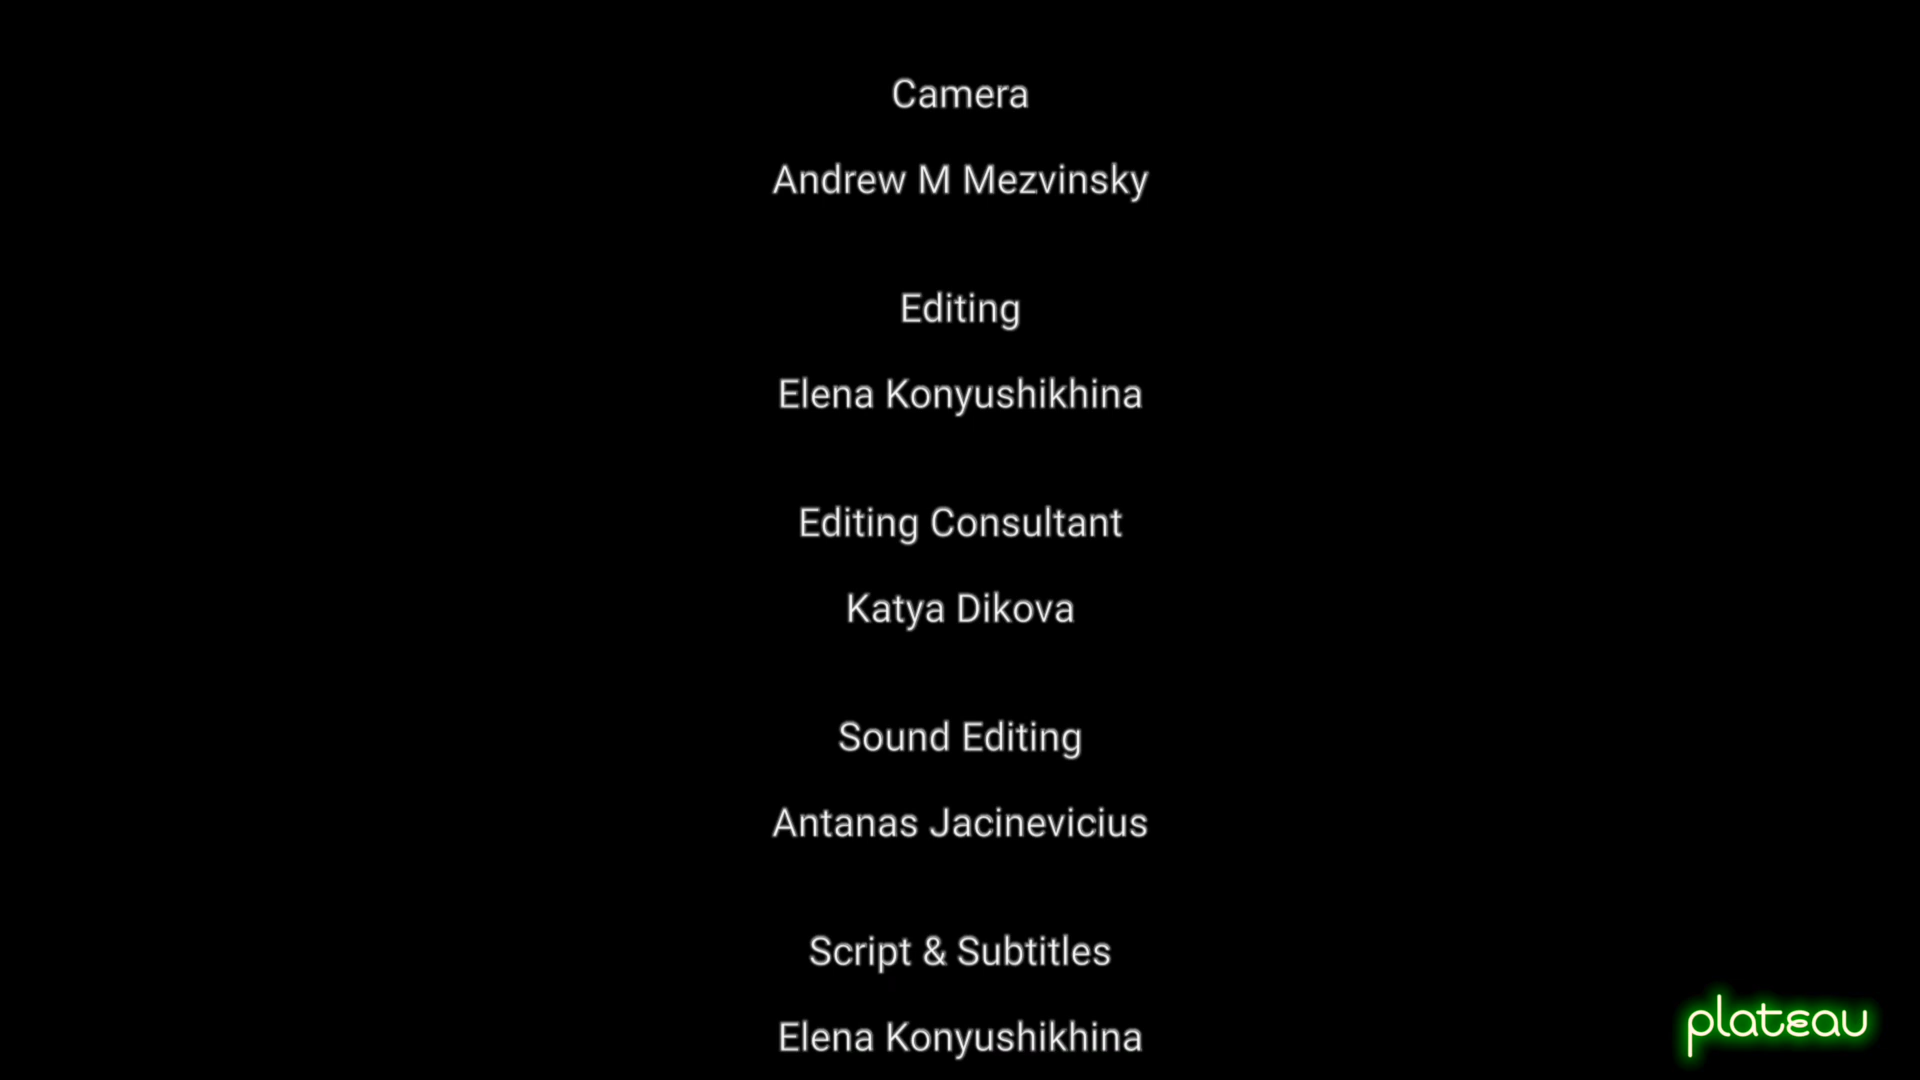 Camera
Andrew M Mezvinsky
Editing
Elena Konyushikhina
Editing Consultant
Katya Dikova
Sound Editing
Antanas Jacinevicius
Script & Subtitles
Elena Konyushikhina
plateau